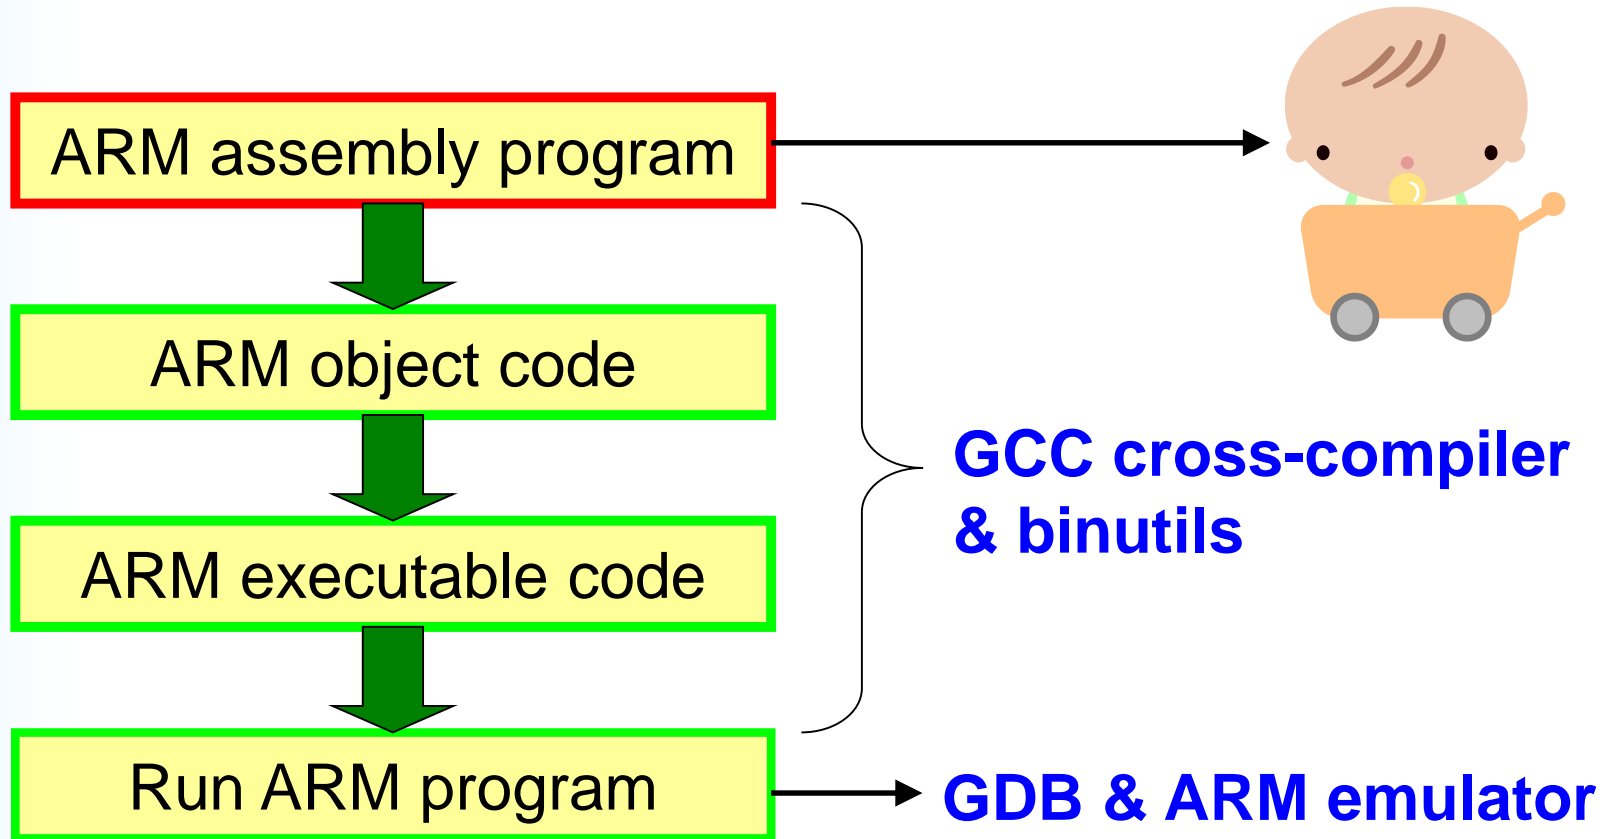 ARM assembly program
ARM object code
GCC cross-compiler
& binutils
ARM executable code
Run ARM program
GDB & ARM emulator